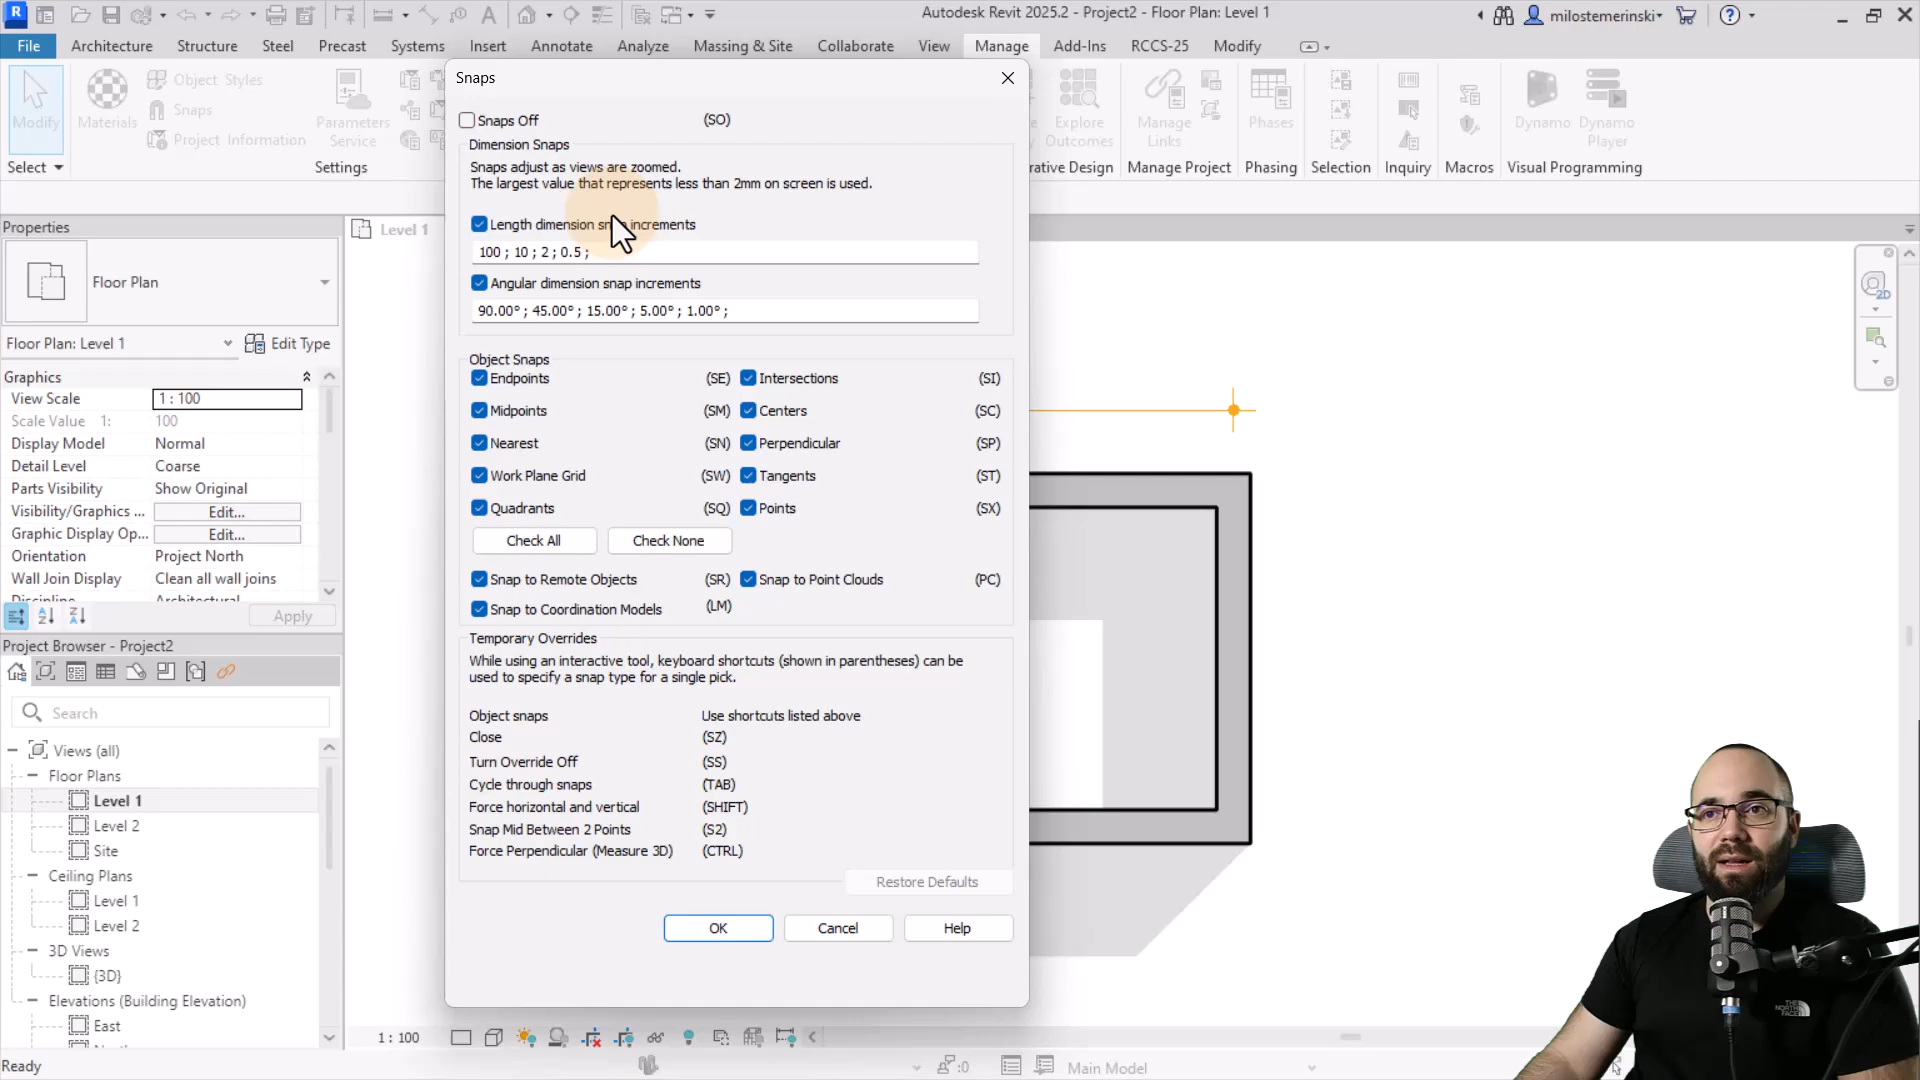 Autodesk Revit 2025.2 - Project2 - Floor Plan: Level 1
milostemerinski
File
Architecture
Structure
Steel
Precast
Systems
Insert
Annotate
Analyze
Massing & Site
Collaborate
View
Manage
Add-Ins
RCCS-25
Modify
Modify
Materials
Object Styles
Snaps
Project Information
Parameters
Service
Explore
Outcomes
Manage
Links
Phases
Dynamo
Dynamo
Player
Select
Settings
rative Design
Manage Project
Phasing
Selection
Inquiry
Macros
Visual Programming
Properties
Floor Plan
Floor Plan: Level 1
Edit Type
Graphics
View Scale 1 : 100
Scale Value 1: 100
Display Model Normal
Detail Level Coarse
Parts Visibility Show Original
Visibility/Graphics ... Edit...
Graphic Display Op... Edit...
Orientation Project North
Wall Join Display Clean all wall joins
Discipline Architectural
Apply
Project Browser - Project2
Search
Views (all)
Floor Plans
Level 1
Level 2
Site
Ceiling Plans
Level 1
Level 2
3D Views
{3D}
Elevations (Building Elevation)
East
Ready
Level 1
Snaps
Snaps Off (SO)
Dimension Snaps
Snaps adjust as views are zoomed.
The largest value that represents less than 2mm on screen is used.
Length dimension snap increments
100 ; 10 ; 2 ; 0.5 ;
Angular dimension snap increments
90.00° ; 45.00° ; 15.00° ; 5.00° ; 1.00° ;
Object Snaps
Endpoints (SE) Intersections (SI)
Midpoints (SM) Centers (SC)
Nearest (SN) Perpendicular (SP)
Work Plane Grid (SW) Tangents (ST)
Quadrants (SQ) Points (SX)
Check All Check None
Snap to Remote Objects (SR) Snap to Point Clouds (PC)
Snap to Coordination Models (LM)
Temporary Overrides
While using an interactive tool, keyboard shortcuts (shown in parentheses) can be
used to specify a snap type for a single pick.
Object snaps Use shortcuts listed above
Close (SZ)
Turn Override Off (SS)
Cycle through snaps (TAB)
Force horizontal and vertical (SHIFT)
Snap Mid Between 2 Points (S2)
Force Perpendicular (Measure 3D) (CTRL)
Restore Defaults
OK Cancel Help
2D
1 : 100
:0
Main Model
THE
NORTH
FACE